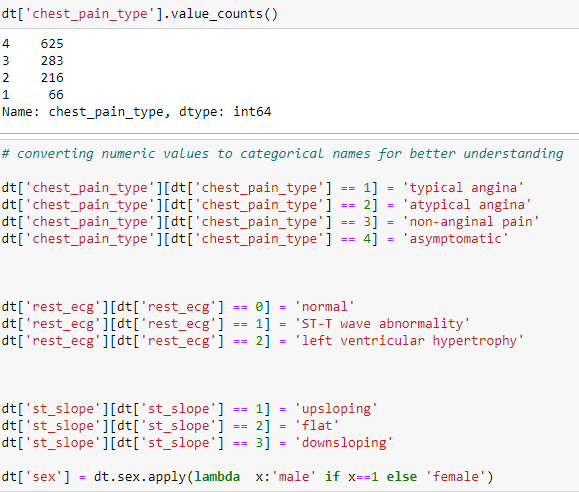 dt['chest_pain_type'].value_counts()
4    625
3    283
2    216
1     66
Name: chest_pain_type, dtype: int64
# converting numeric values to categorical names for better understanding
dt['chest_pain_type'][dt['chest_pain_type'] == 1] = 'typical angina'
dt['chest_pain_type'][dt['chest_pain_type'] == 2] = 'atypical angina'
dt['chest_pain_type'][dt['chest_pain_type'] == 3] = 'non-anginal pain'
dt['chest_pain_type'][dt['chest_pain_type'] == 4] = 'asymptomatic'
dt['rest_ecg'][dt['rest_ecg'] == 0] = 'normal'
dt['rest_ecg'][dt['rest_ecg'] == 1] = 'ST-T wave abnormality'
dt['rest_ecg'][dt['rest_ecg'] == 2] = 'left ventricular hypertrophy'
dt['st_slope'][dt['st_slope'] == 1] = 'upsloping'
dt['st_slope'][dt['st_slope'] == 2] = 'flat'
dt['st_slope'][dt['st_slope'] == 3] = 'downsloping'
dt['sex'] = dt.sex.apply(lambda  x:'male' if x==1 else 'female')